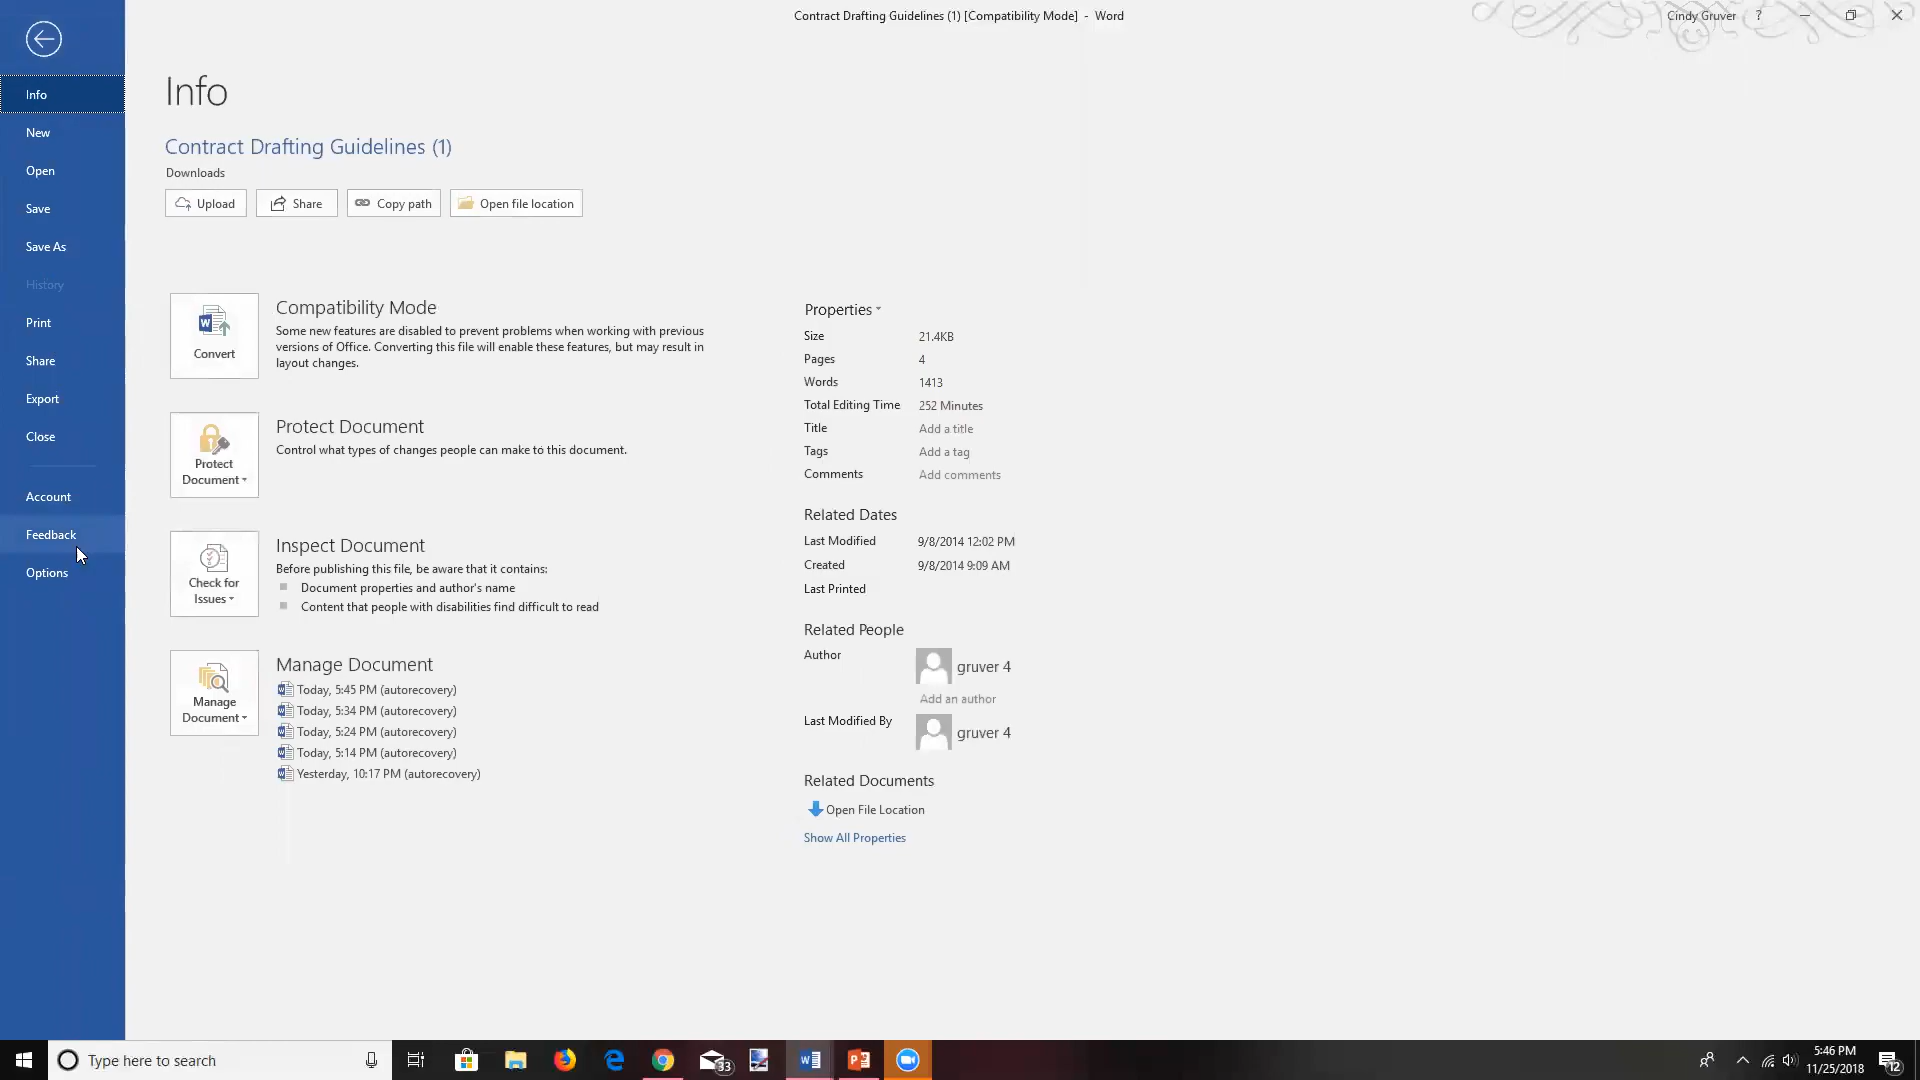 Contract Drafting Guidelines (1) [Compatibility Mode] - Word
Cindy Gruver
?
Info
New
Open
Save
Save As
History
Print
Share
Export
Close
Account
Feedback
Options
Info
Contract Drafting Guidelines (1)
Downloads
Upload
Share
Copy path
Open file location
Convert
Compatibility Mode
Some new features are disabled to prevent problems when working with previous
versions of Office. Converting this file will enable these features, but may result in
layout changes.
Protect
Document
Protect Document
Control what types of changes people can make to this document.
Check for
Issues
Inspect Document
Before publishing this file, be aware that it contains:
Document properties and author's name
Content that people with disabilities find difficult to read
Manage
Document
Manage Document
Today, 5:45 PM (autorecovery)
Today, 5:34 PM (autorecovery)
Today, 5:24 PM (autorecovery)
Today, 5:14 PM (autorecovery)
Yesterday, 10:17 PM (autorecovery)
Properties
Size 21.4KB
Pages 4
Words 1413
Total Editing Time 252 Minutes
Title Add a title
Tags Add a tag
Comments Add comments
Related Dates
Last Modified 9/8/2014 12:02 PM
Created 9/8/2014 9:09 AM
Last Printed
Related People
Author gruver 4
Add an author
Last Modified By gruver 4
Related Documents
Open File Location
Show All Properties
Type here to search
33
5:46 PM
11/25/2018
12